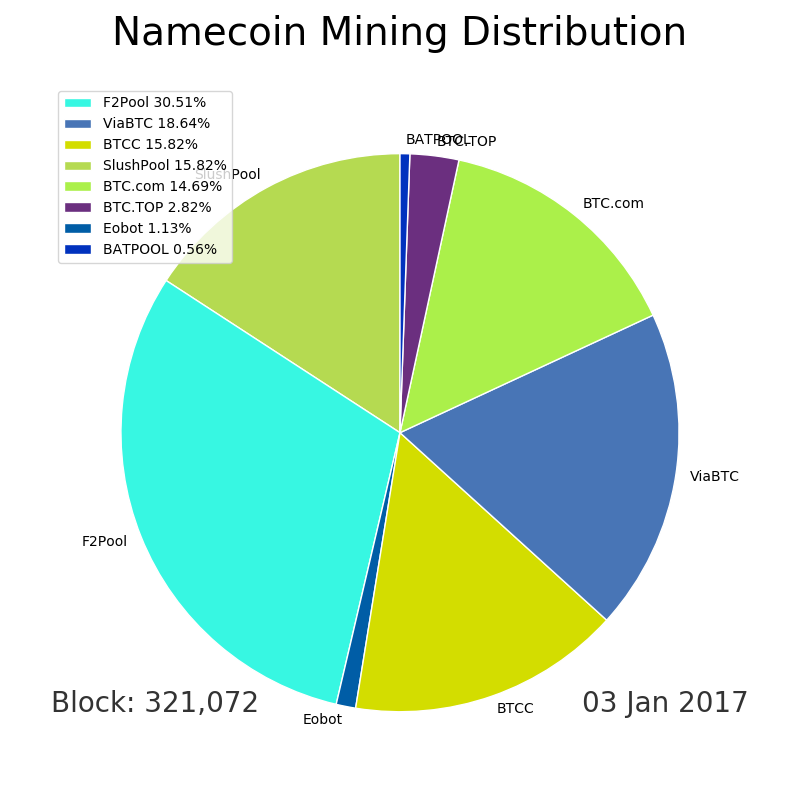 Namecoin Mining Distribution
F2Pool 30.51%
ViaBTC 18.64%
BTCC 15.82%
SlushPool 15.82%
BTC.com 14.69%
BTC.TOP 2.82%
Eobot 1.13%
BATPOOL 0.56%
BATPOOL
BTC.TOP
SlushPool
BTC.com
ViaBTC
F2Pool
BTCC
Eobot
Block: 321,072
03 Jan 2017